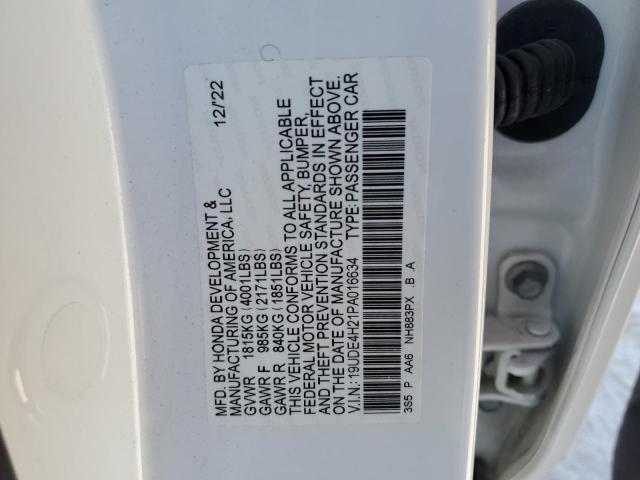 MFD. BY HONDA DEVELOPMENT & 12/'22
MANUFACTURING OF AMERICA, LLC
GVWR 1815KG (4001LBS)
GAWR F 985KG (2171LBS)
GAWR R 840KG (1851LBS)
THIS VEHICLE CONFORMS TO ALL APPLICABLE
FEDERAL MOTOR VEHICLE SAFETY, BUMPER,
AND THEFT PREVENTION STANDARDS IN EFFECT
ON THE DATE OF MANUFACTURE SHOWN ABOVE.
V.I.N.:19UDE4H21PA016634 TYPE:PASSENGER CAR
3S5 P AA6 NH883PX .B A